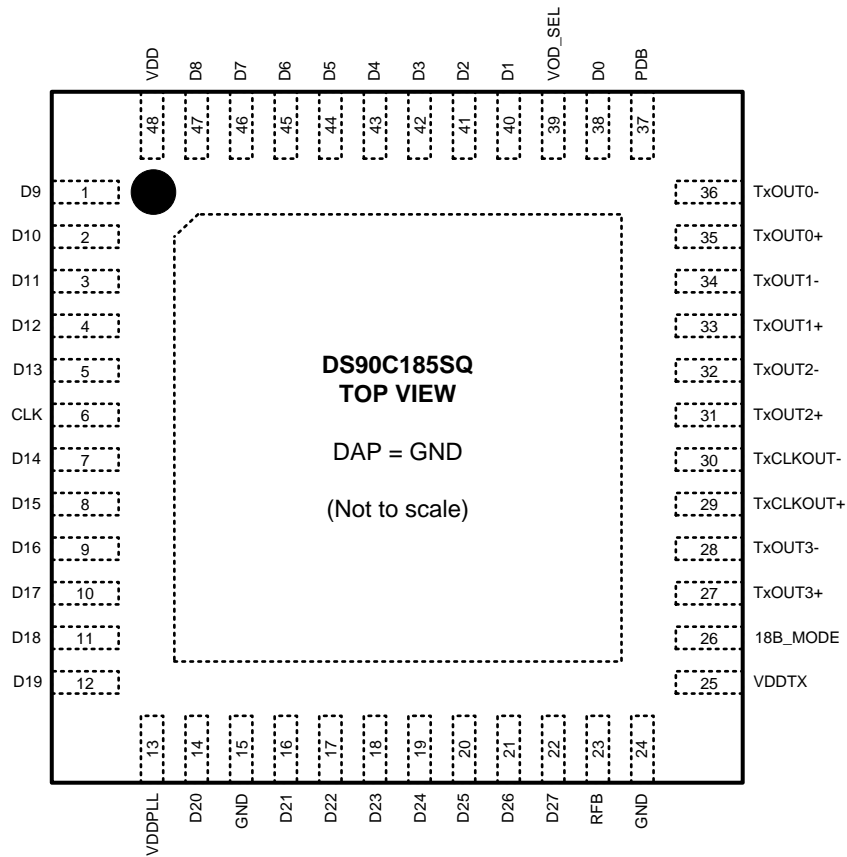 VDD
D8
D7
D6
D5
D4
D3
D2
D1
VOD_SEL
D0
PDB
48
47
46
45
44
43
42
41
40
39
38
37
D9 1
D10 2
D11 3
D12 4
D13 5
CLK 6
D14 7
D15 8
D16 9
D17 10
D18 11
D19 12
DS90C185SQ
TOP VIEW
DAP = GND
(Not to scale)
36 TxOUT0-
35 TxOUT0+
34 TxOUT1-
33 TxOUT1+
32 TxOUT2-
31 TxOUT2+
30 TxCLKOUT-
29 TxCLKOUT+
28 TxOUT3-
27 TxOUT3+
26 18B_MODE
25 VDDTX
13
14
15
16
17
18
19
20
21
22
23
24
VDDPLL
D20
GND
D21
D22
D23
D24
D25
D26
D27
RFB
GND